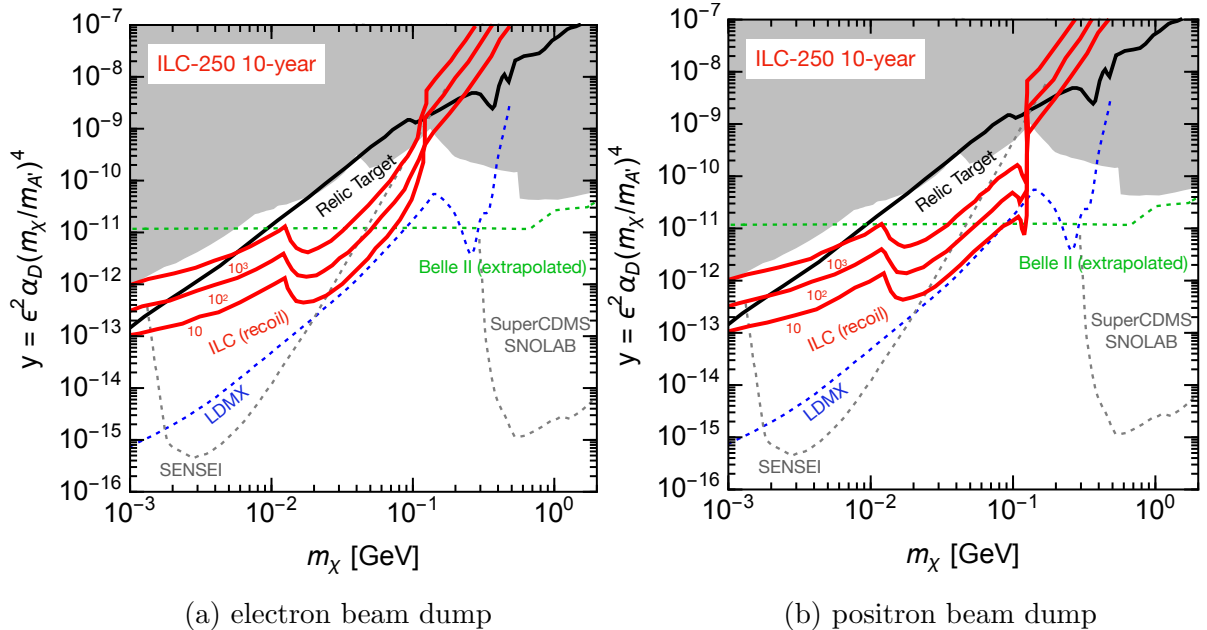 10⁻⁷
10⁻⁸
10⁻⁹
10⁻¹⁰
10⁻¹¹
10⁻¹²
10⁻¹³
10⁻¹⁴
10⁻¹⁵
10⁻¹⁶
y = ϵ² α_D(m_χ/m_A')⁴
ILC-250 10-year
Relic Target
Belle II (extrapolated)
10³
10²
10
ILC (recoil)
SuperCDMS
SNOLAB
LDMX
SENSEI
10⁻³
10⁻²
10⁻¹
10⁰
m_χ [GeV]
(a) electron beam dump
10⁻⁷
10⁻⁸
10⁻⁹
10⁻¹⁰
10⁻¹¹
10⁻¹²
10⁻¹³
10⁻¹⁴
10⁻¹⁵
10⁻¹⁶
y = ϵ² α_D(m_χ/m_A')⁴
ILC-250 10-year
Relic Target
Belle II (extrapolated)
10³
10²
10
ILC (recoil)
SuperCDMS
SNOLAB
LDMX
SENSEI
10⁻³
10⁻²
10⁻¹
10⁰
m_χ [GeV]
(b) positron beam dump